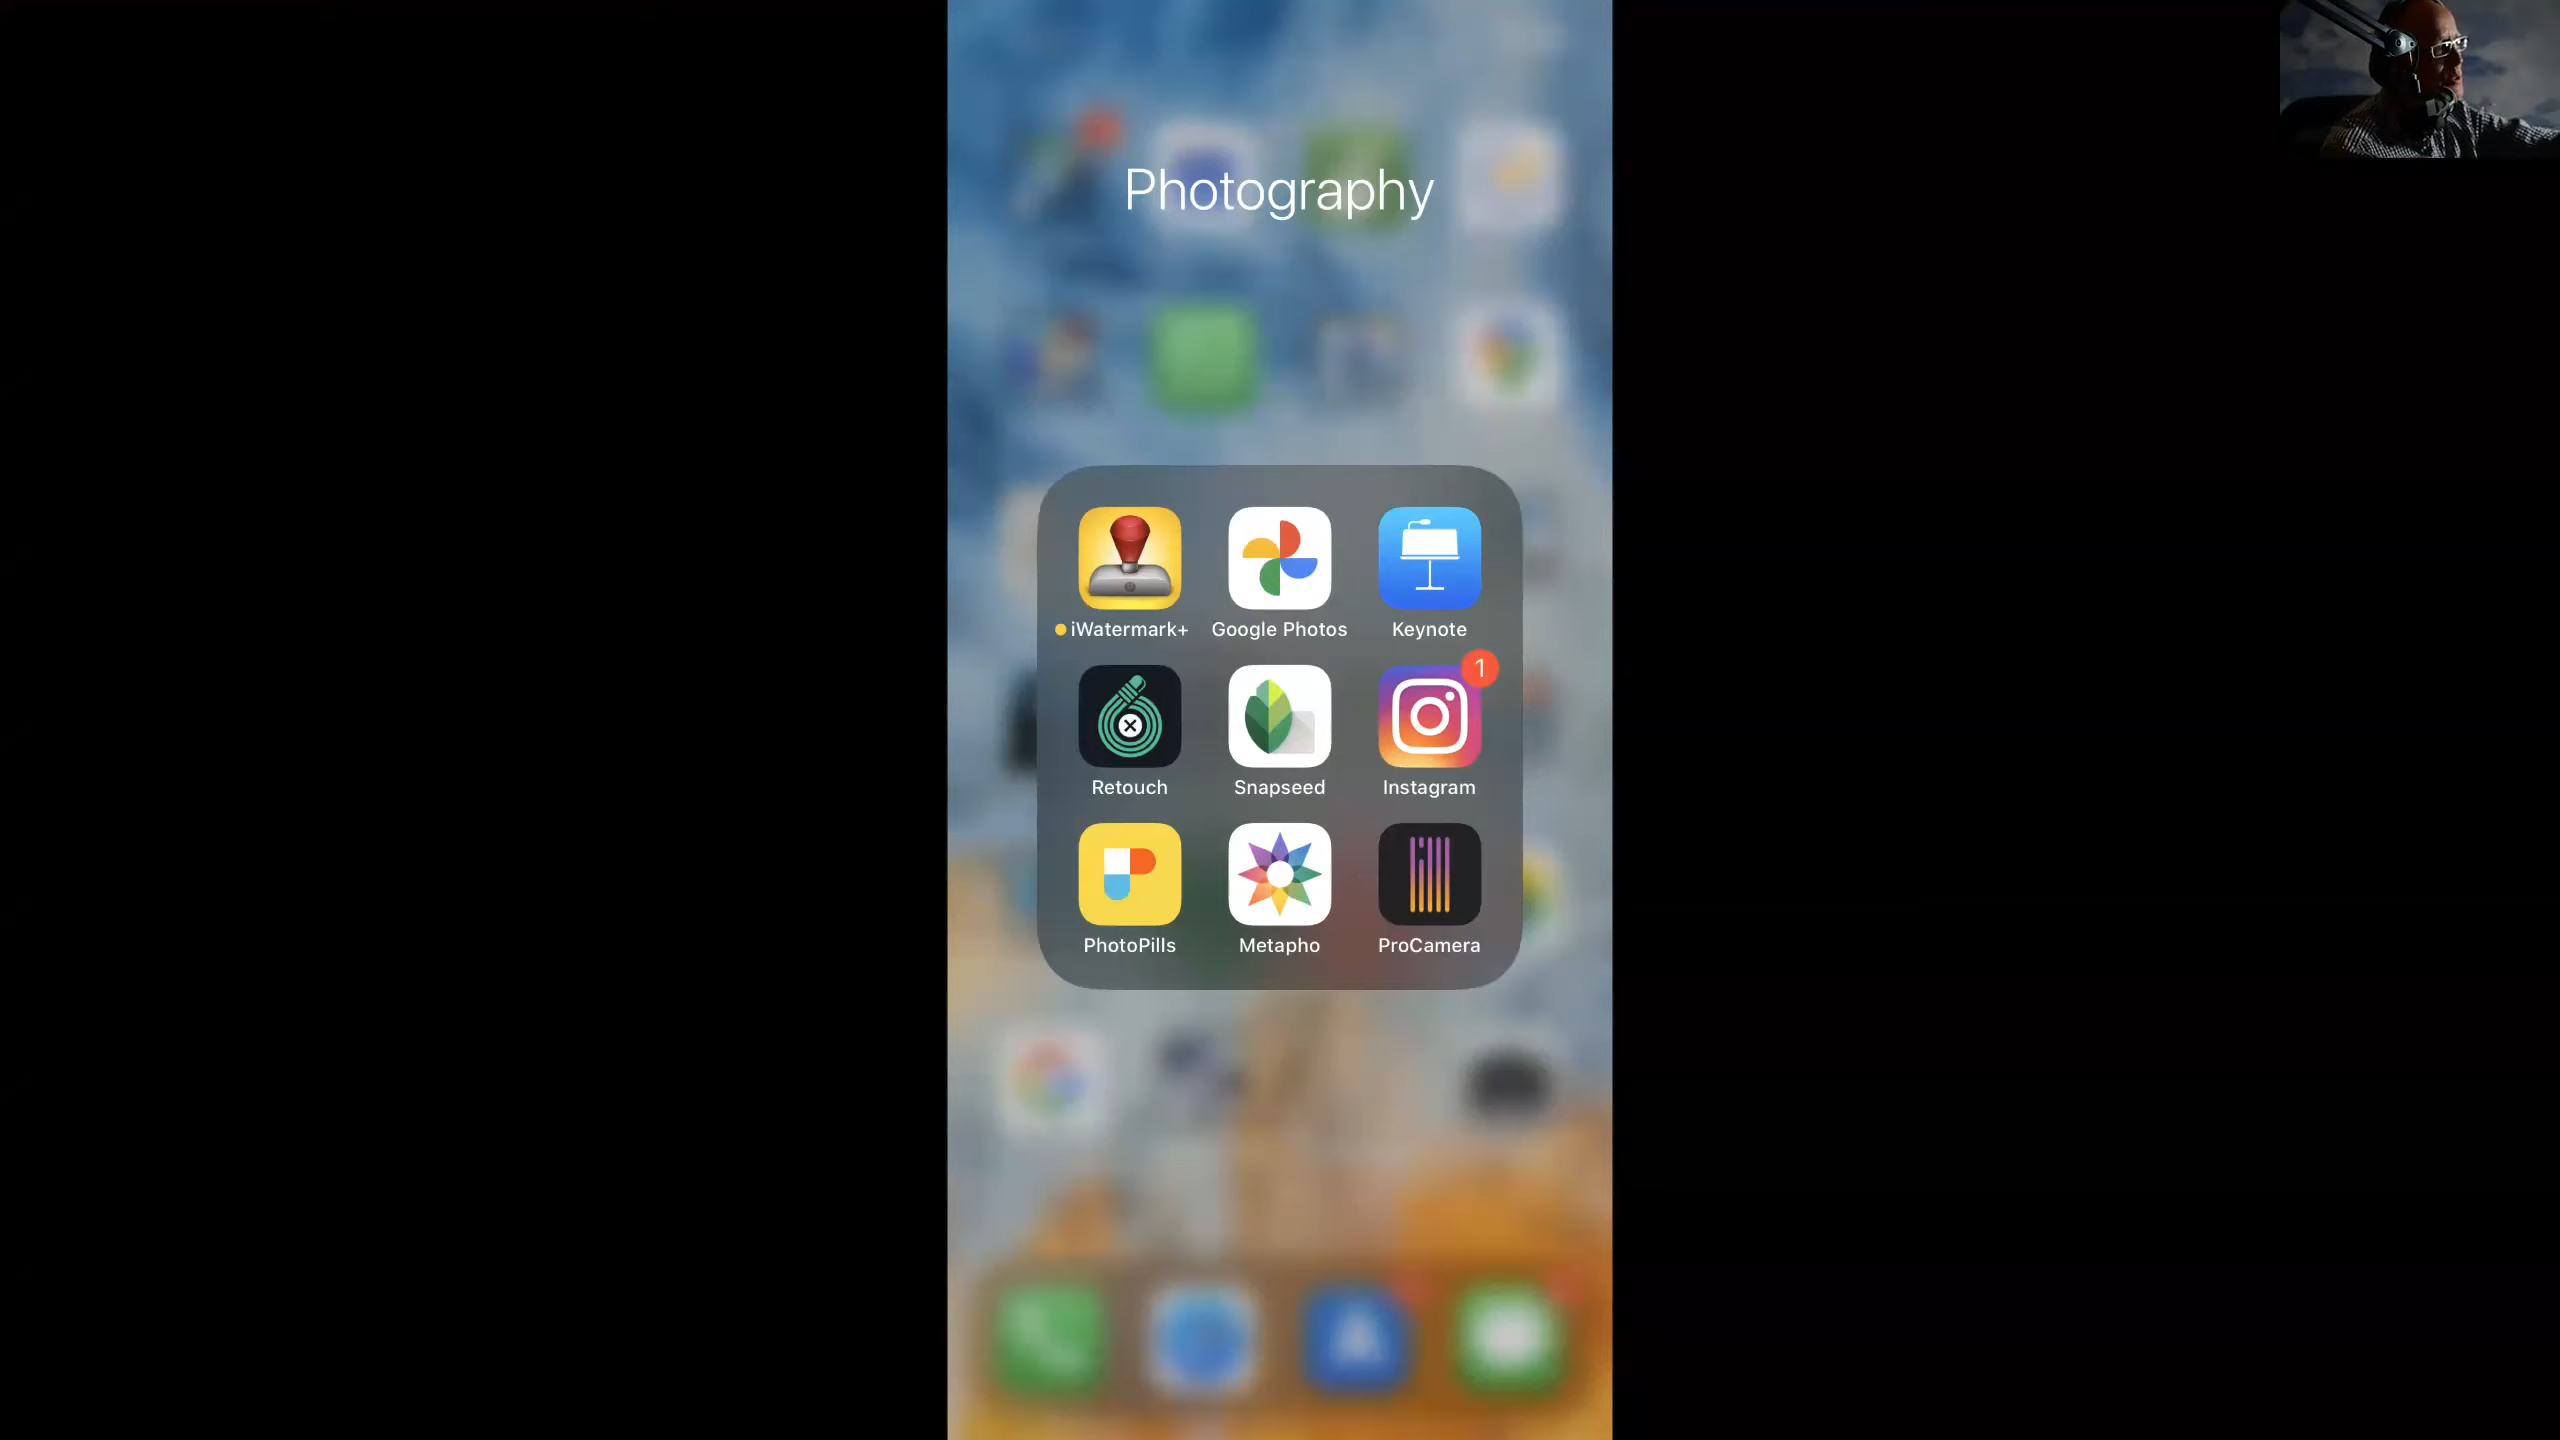 Photography
iWatermark+ Google Photos Keynote
1
Retouch Snapseed Instagram
PhotoPills Metapho ProCamera